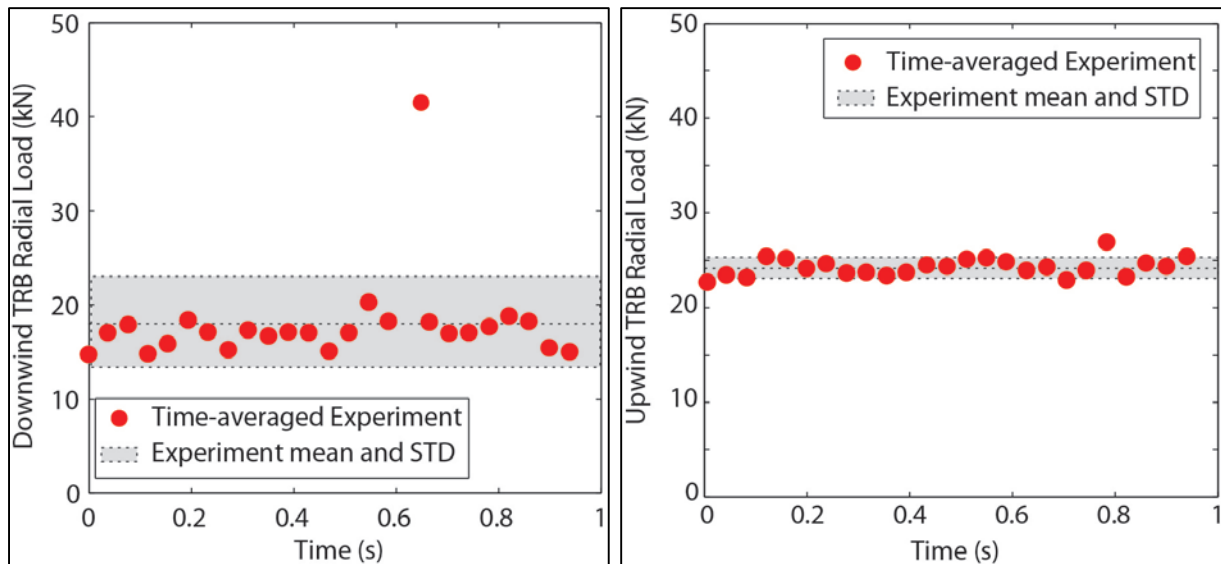 Downwind TRB Radial Load (kN)
50
40
30
20
10
0
Time-averaged Experiment
Experiment mean and STD
0 0.2 0.4 0.6 0.8 1
Time (s)
Upwind TRB Radial Load (kN)
50
40
30
20
10
0
Time-averaged Experiment
Experiment mean and STD
0 0.2 0.4 0.6 0.8 1
Time (s)